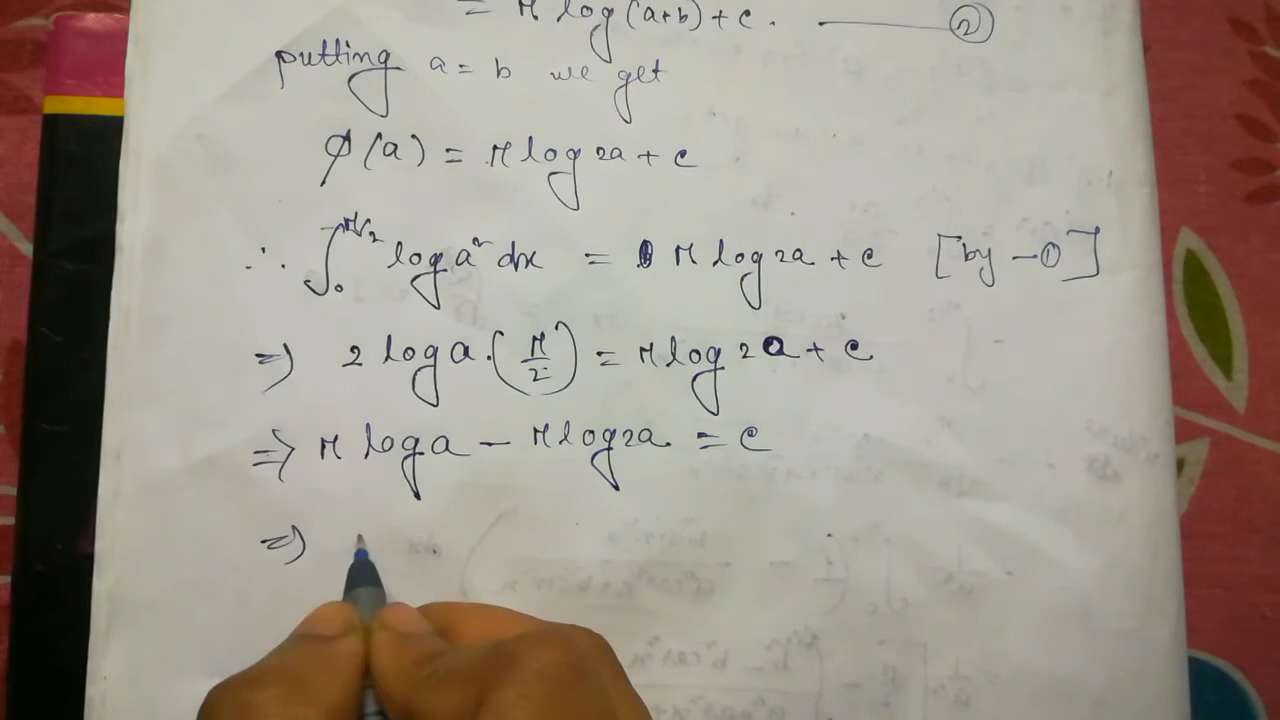 = π log(a+b) + c. ——— ②
putting a = b we get
φ(a) = π log 2a + c
∴ ∫₀^{π/2} log a² dx = π log 2a + c [by -①]
⇒ 2 log a · (π/2) = π log 2a + c
⇒ π log a − π log 2a = c
⇒